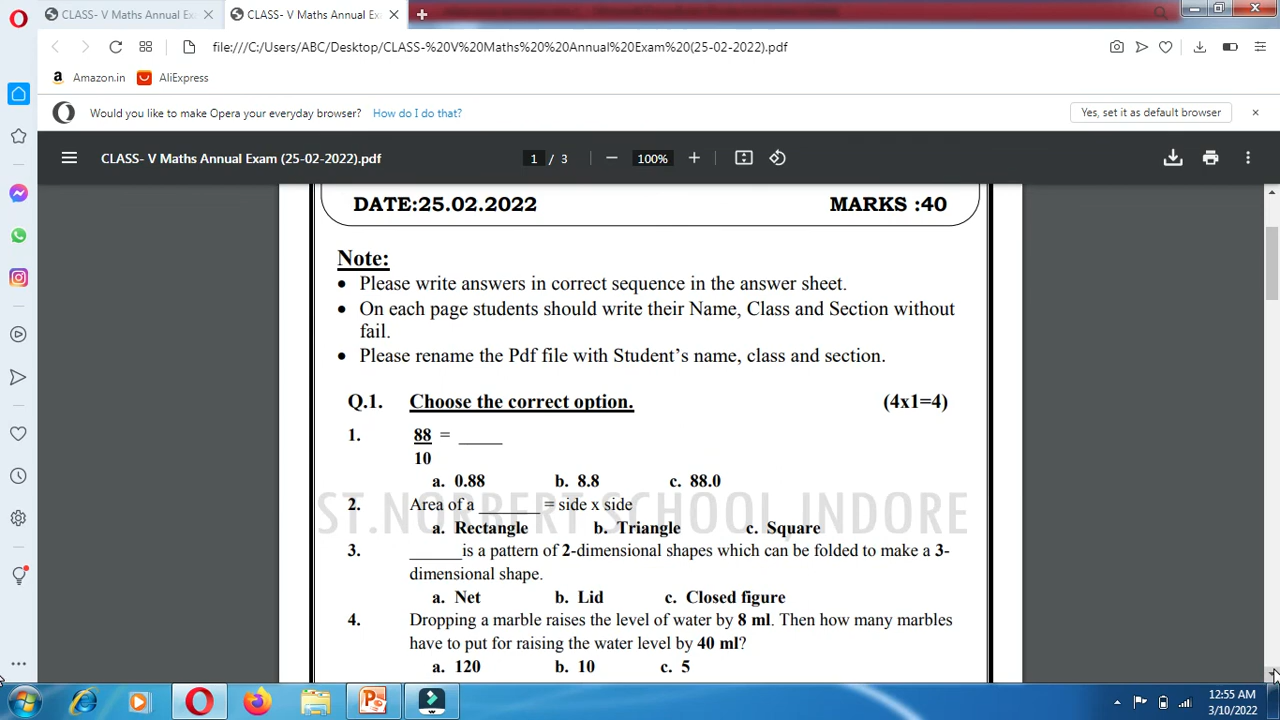 CLASS- V Maths Annual Ex
CLASS- V Maths Annual Exa
file:///C:/Users/ABC/Desktop/CLASS-%20V%20Maths%20%20Annual%20Exam%20(25-02-2022).pdf
Amazon.in AliExpress
Would you like to make Opera your everyday browser? How do I do that? Yes, set it as default browser
CLASS- V Maths Annual Exam (25-02-2022).pdf 1 / 3 100%
DATE:25.02.2022 MARKS :40
Note:
• Please write answers in correct sequence in the answer sheet.
• On each page students should write their Name, Class and Section without
fail.
• Please rename the Pdf file with Student's name, class and section.
Q.1. Choose the correct option. (4x1=4)
1. 88 = _____
10
a. 0.88 b. 8.8 c. 88.0
ST.NORBERT SCHOOL, INDORE
2. Area of a _______ = side x side
a. Rectangle b. Triangle c. Square
3. ______is a pattern of 2-dimensional shapes which can be folded to make a 3-
dimensional shape.
a. Net b. Lid c. Closed figure
4. Dropping a marble raises the level of water by 8 ml. Then how many marbles
have to put for raising the water level by 40 ml?
a. 120 b. 10 c. 5
12:55 AM
3/10/2022